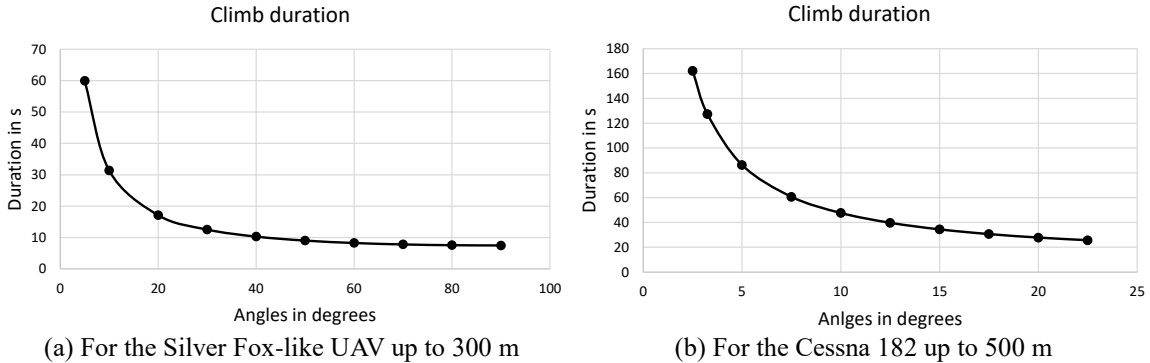 Climb duration
70
60
50
40
30
20
10
0
Duration in s
0 20 40 60 80 100
Angles in degrees
(a) For the Silver Fox-like UAV up to 300 m
Climb duration
180
160
140
120
100
80
60
40
20
0
Duration in s
0 5 10 15 20 25
Anlges in degrees
(b) For the Cessna 182 up to 500 m